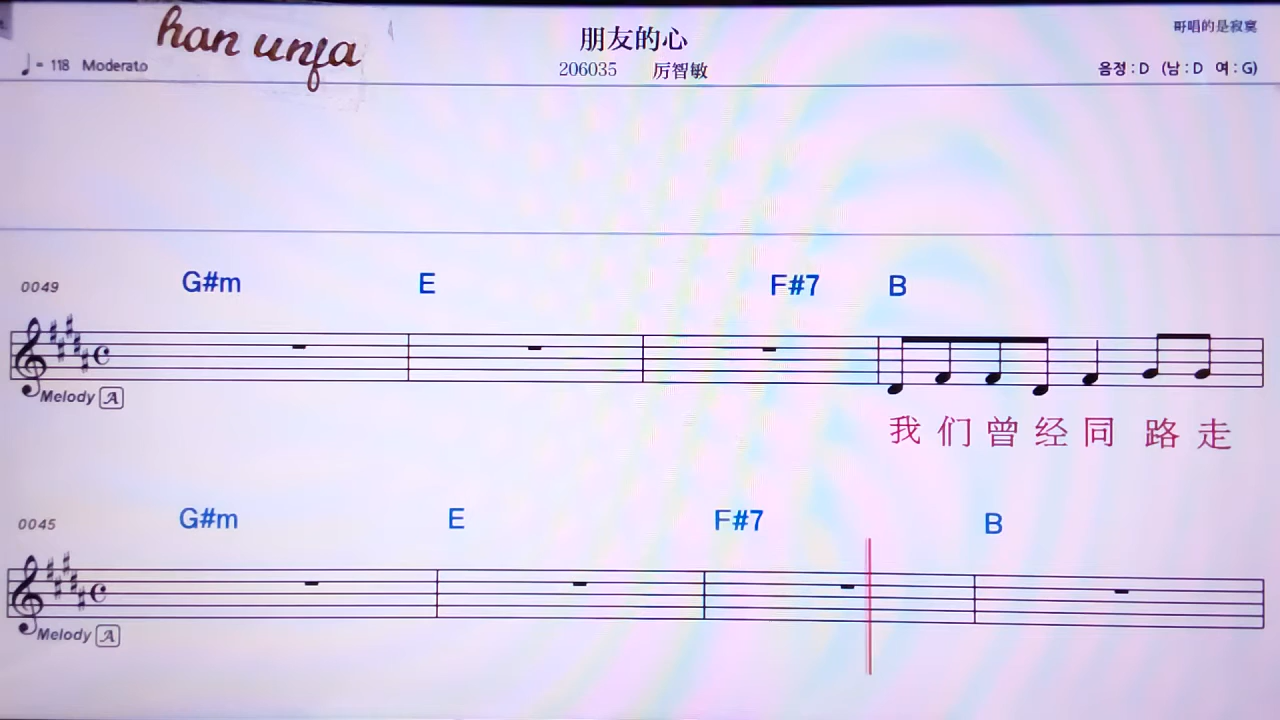 han unfa
朋友的心
哥唱的是寂寞
♩= 118 Moderato
206035 厉智敏
음정 : D (남 : D 여 : G)
0049 G#m E F#7 B
Melody A
我 们 曾 经 同 路 走
0045 G#m E F#7 B
Melody A